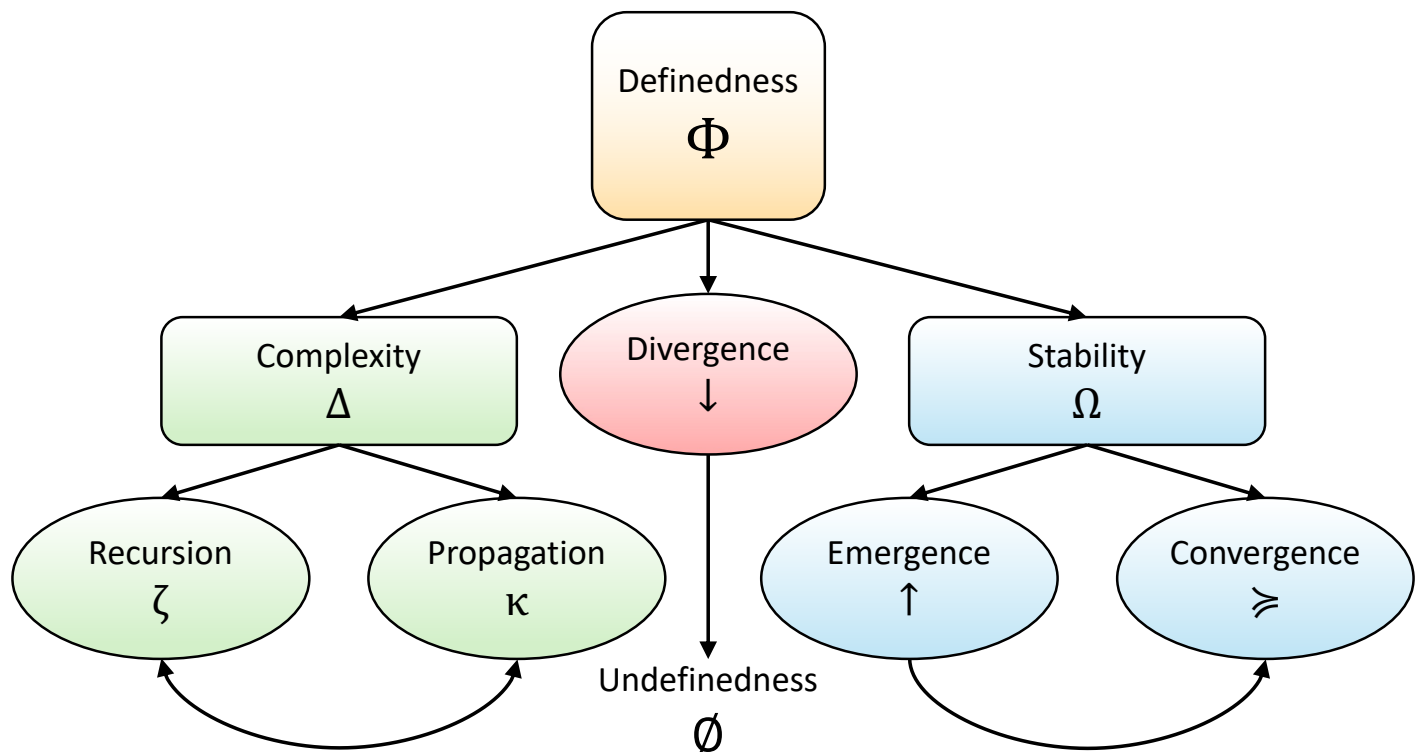 Definedness
Φ
Complexity
Δ
Divergence
↓
Stability
Ω
Recursion
ζ
Propagation
κ
Emergence
↑
Convergence
≽
Undefinedness
∅